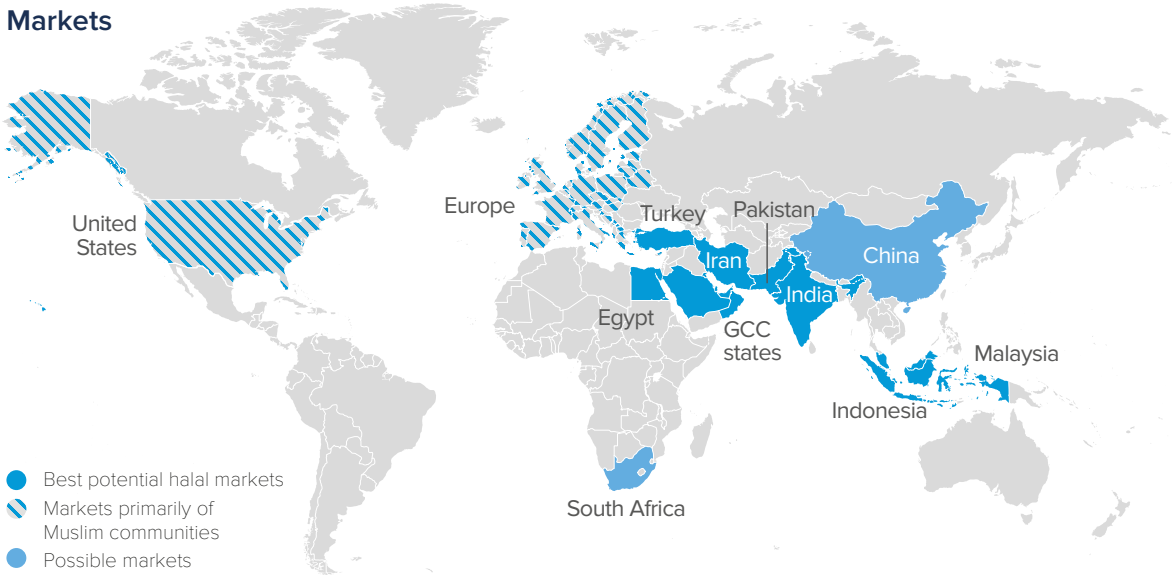 Markets
United
States
Europe
Turkey
Pakistan
Iran
China
India
Egypt
GCC
states
Malaysia
Indonesia
South Africa
Best potential halal markets
Markets primarily of
Muslim communities
Possible markets